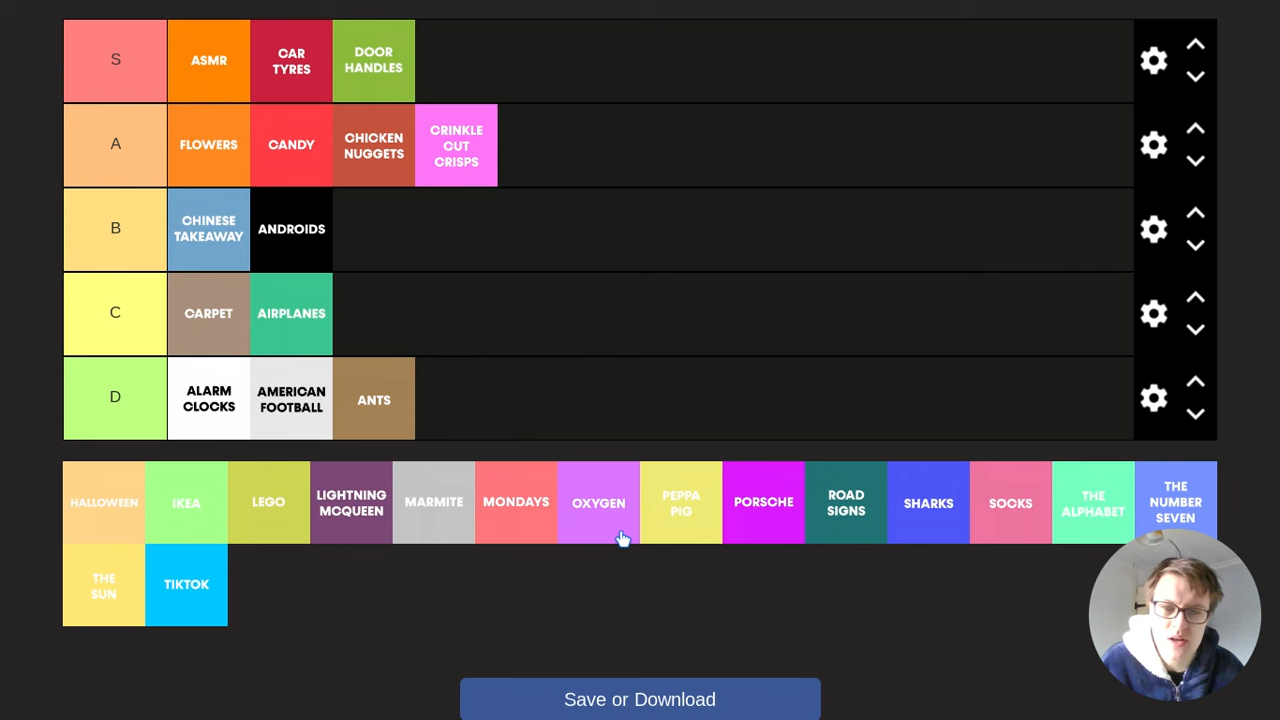 S
ASMR
CAR
TYRES
DOOR
HANDLES
A
FLOWERS
CANDY
CHICKEN
NUGGETS
CRINKLE
CUT
CRISPS
B
CHINESE
TAKEAWAY
ANDROIDS
C
CARPET
AIRPLANES
D
ALARM
CLOCKS
AMERICAN
FOOTBALL
ANTS
HALLOWEEN
IKEA
LEGO
LIGHTNING
MCQUEEN
MARMITE
MONDAYS
OXYGEN
PEPPA
PIG
PORSCHE
ROAD
SIGNS
SHARKS
SOCKS
THE
ALPHABET
THE
NUMBER
SEVEN
THE
SUN
TIKTOK
Save or Download